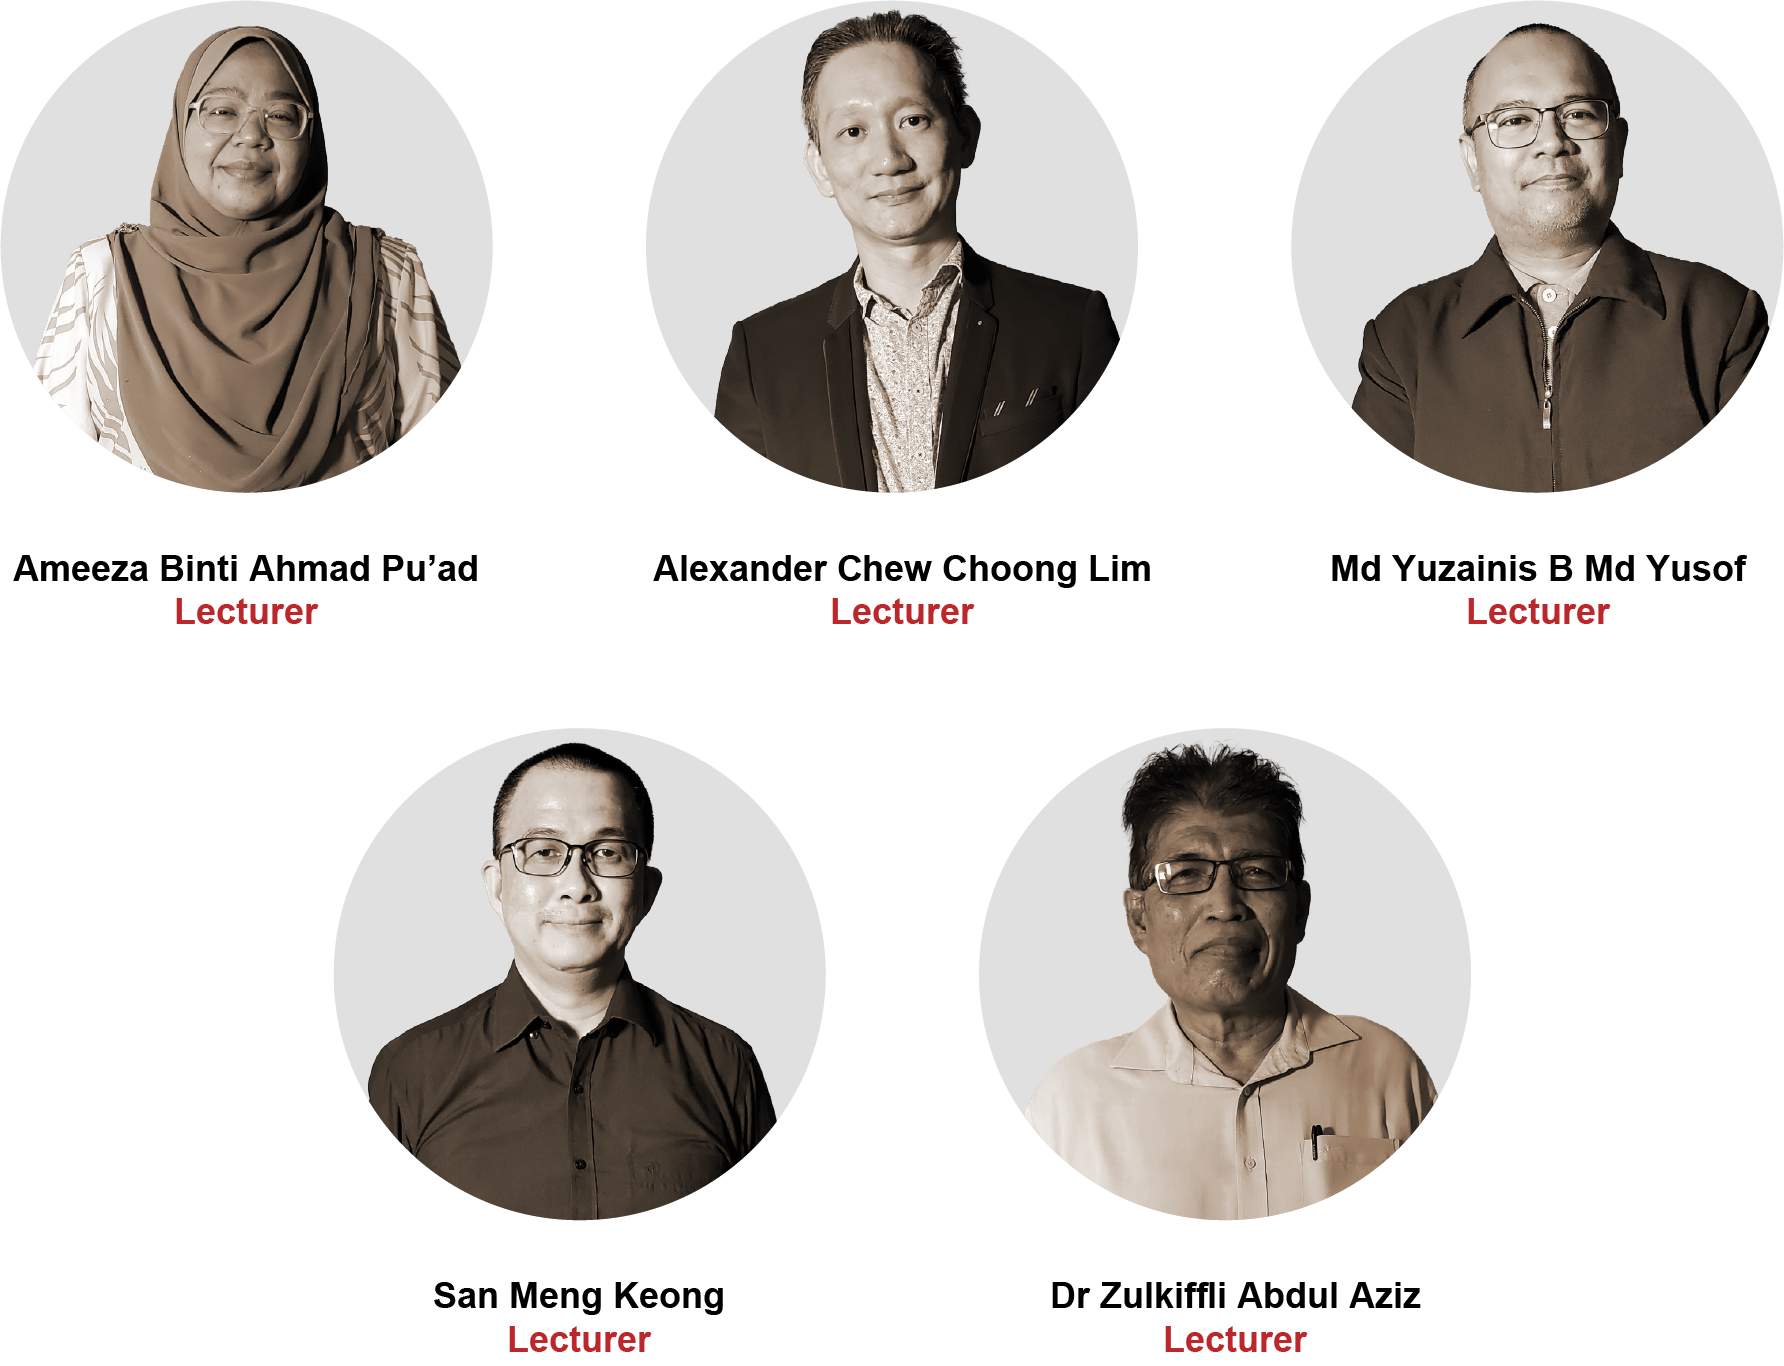 Ameeza Binti Ahmad Pu’ad
Lecturer
Alexander Chew Choong Lim
Lecturer
Md Yuzainis B Md Yusof
Lecturer
San Meng Keong
Lecturer
Dr Zulkiffli Abdul Aziz
Lecturer